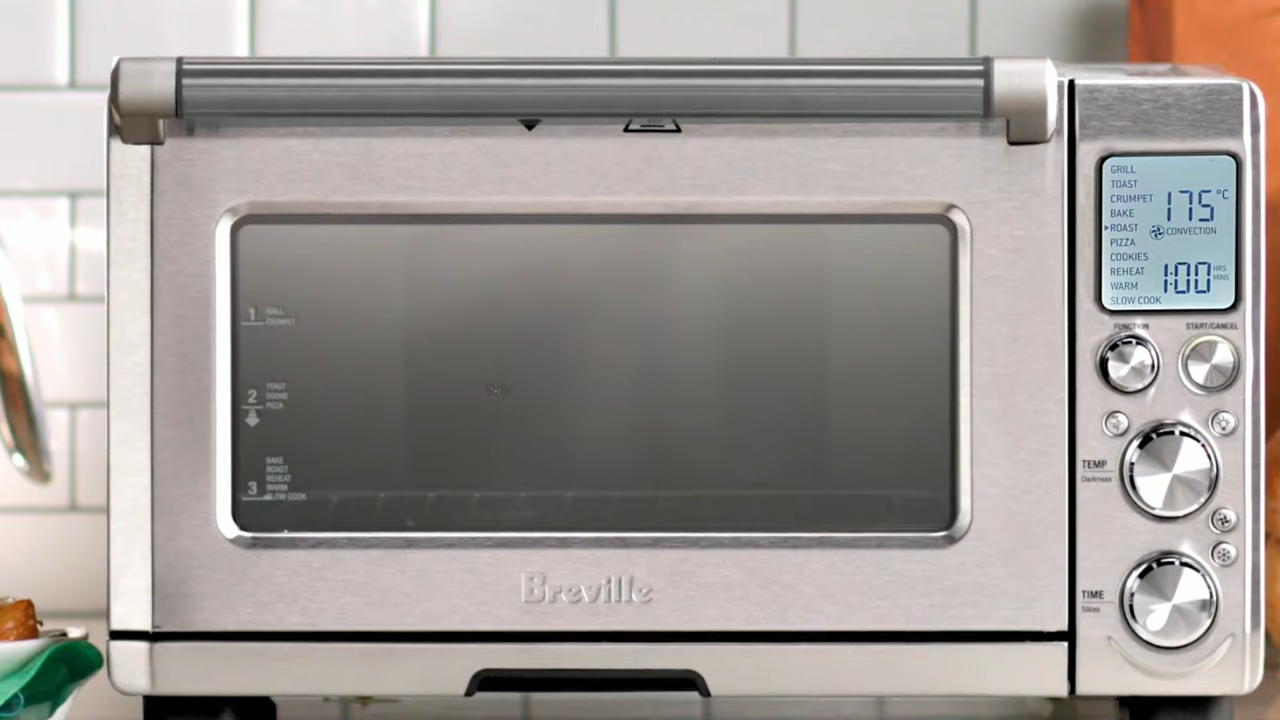 GRILL
TOAST
CRUMPET
BAKE
ROAST
PIZZA
COOKIES
REHEAT
WARM
SLOW COOK
175°C
CONVECTION
1:00 HRS
MINS
FUNCTION
START/CANCEL
TEMP
Darkness
TIME
Slices
1 GRILL
CRUMPET
2 TOAST
COOKIE
PIZZA
3 BAKE
ROAST
REHEAT
WARM
SLOW COOK
Breville